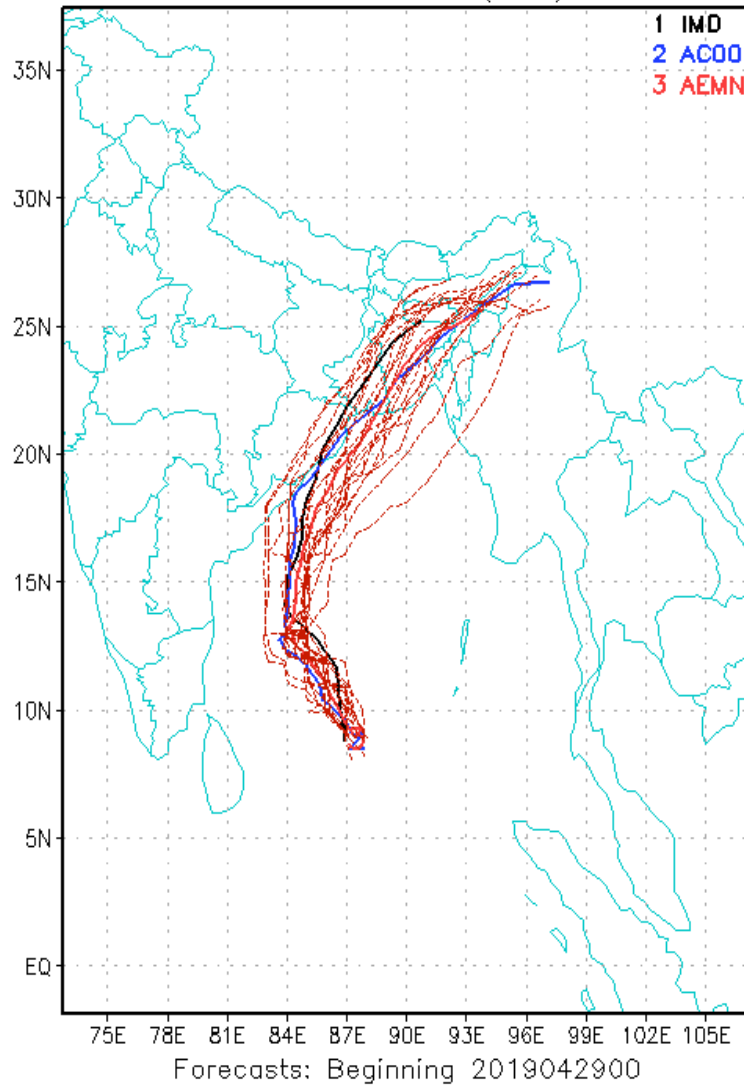 1 IMD
2 AC00
3 AEMN
35N
30N
25N
20N
15N
10N
5N
EQ
75E 78E 81E 84E 87E 90E 93E 96E 99E 102E 105E
Forecasts: Beginning 2019042900